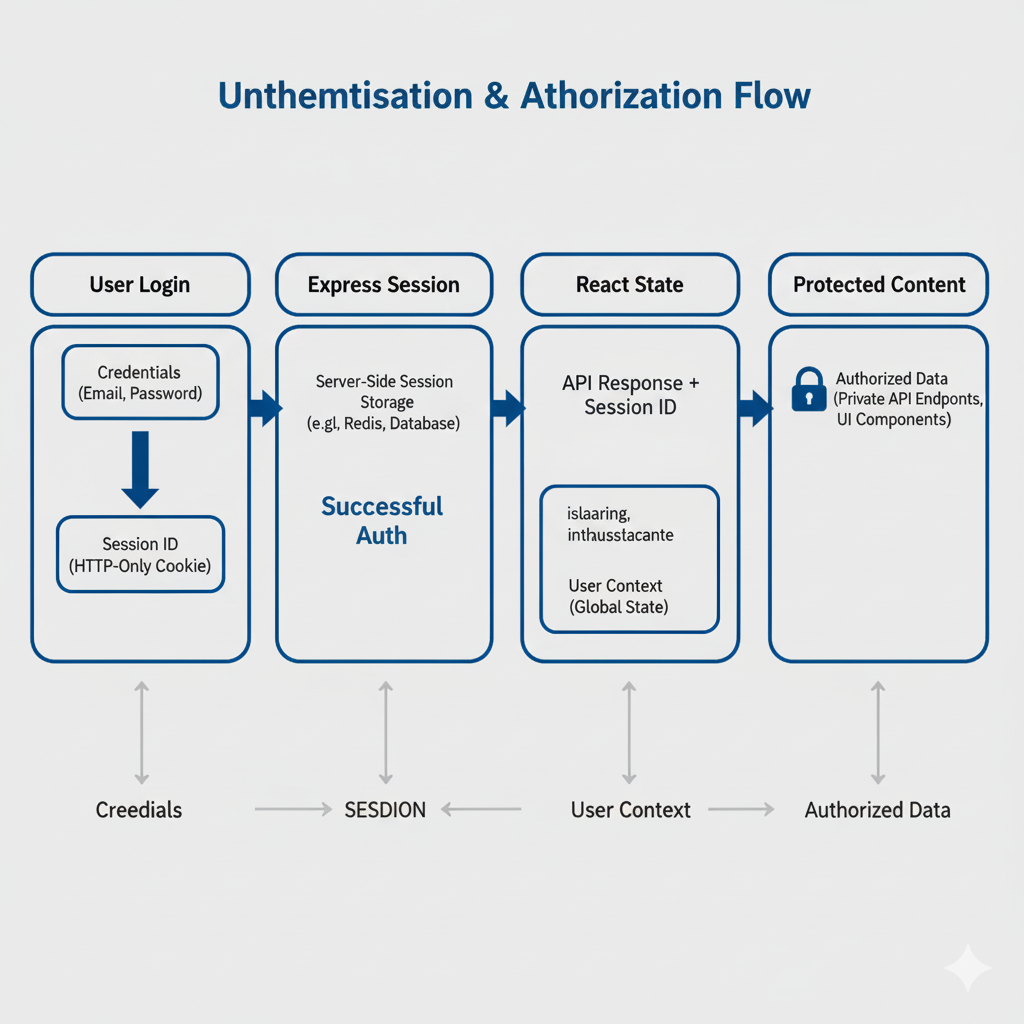 Unthemtisation & Athorization Flow
User Login
Express Session
React State
Protected Content
Credentials
(Email, Password)
Session ID
(HTTP-Only Cookie)
Server-Side Session
Storage
(e.gl, Redis, Database)
Successful
Auth
API Response +
Session ID
islaaring,
User Context
(Global State)
Authorized Data
(Private API Endponts,
UI Components)
Creedials
SESDION
User Context
Authorized Data